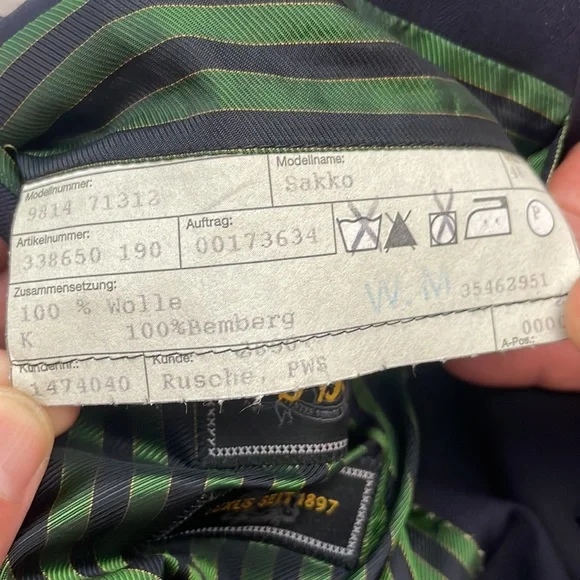 Modellnummer:
9814 71312
Modellname:
Sakko
Artikelnummer:
338650 190
Auftrag:
00173634
P
Zusammensetzung:
100 % Wolle
K 100%Bemberg
W.M 35462951
A-Pos.:
Kundennr.:
1474040
Kunde:
Rusche, PWS
SEIT 1897